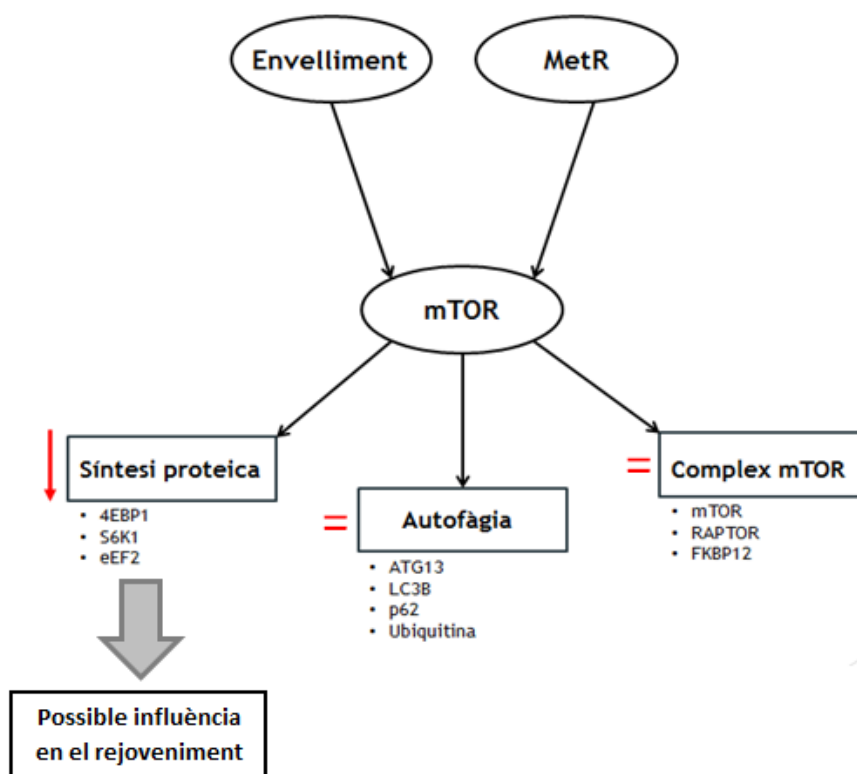 Envelliment
MetR
mTOR
Síntesi proteica
• 4EBP1
• S6K1
• eEF2
= Autofàgia
• ATG13
• LC3B
• p62
• Ubiquitina
= Complex mTOR
• mTOR
• RAPTOR
• FKBP12
Possible influència
en el rejoveniment